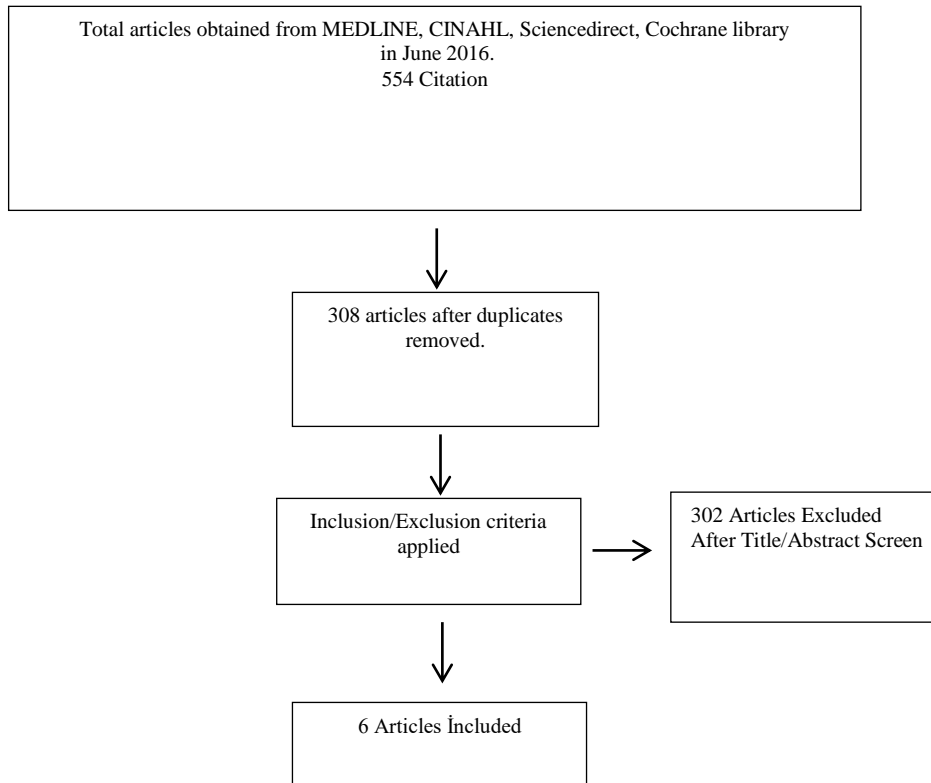 Total articles obtained from MEDLINE, CINAHL, Sciencedirect, Cochrane library
in June 2016.
554 Citation
308 articles after duplicates
removed.
Inclusion/Exclusion criteria
applied
302 Articles Excluded
After Title/Abstract Screen
6 Articles İncluded